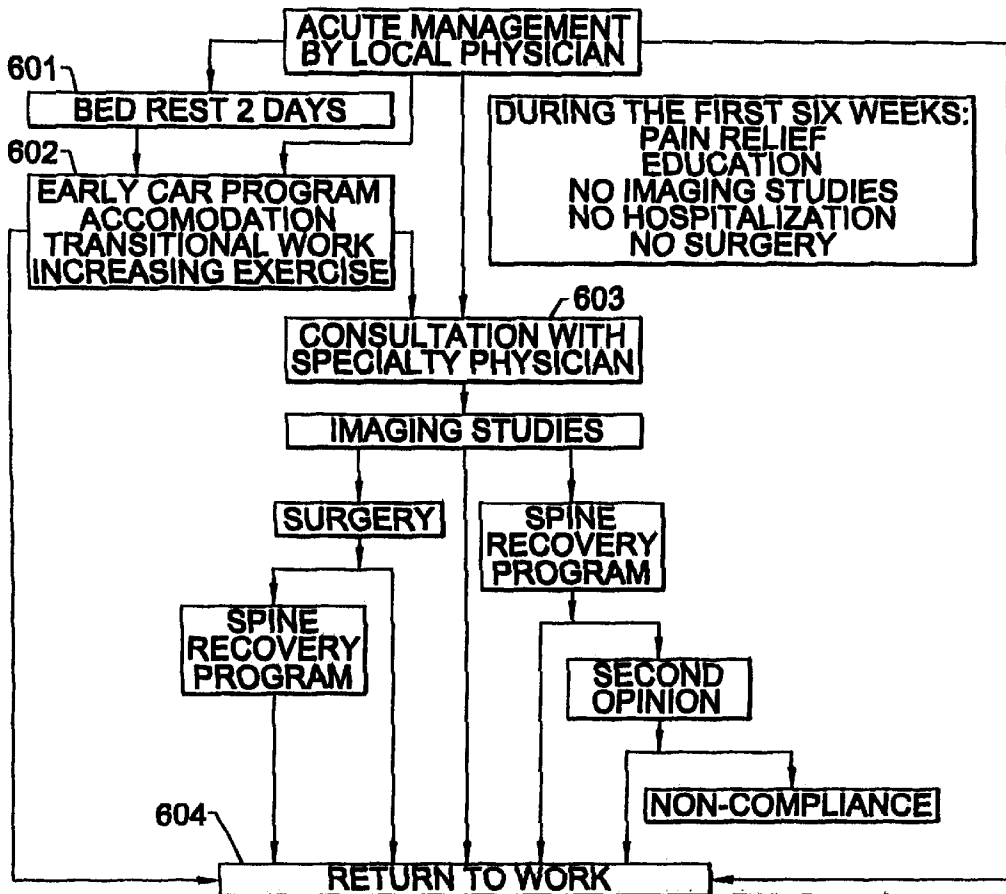 ACUTE MANAGEMENT
BY LOCAL PHYSICIAN
601
BED REST 2 DAYS
602
EARLY CAR PROGRAM
ACCOMODATION
TRANSITIONAL WORK
INCREASING EXERCISE
DURING THE FIRST SIX WEEKS:
PAIN RELIEF
EDUCATION
NO IMAGING STUDIES
NO HOSPITALIZATION
NO SURGERY
603
CONSULTATION WITH
SPECIALTY PHYSICIAN
IMAGING STUDIES
SURGERY
SPINE
RECOVERY
PROGRAM
SPINE
RECOVERY
PROGRAM
SECOND
OPINION
NON-COMPLIANCE
604
RETURN TO WORK